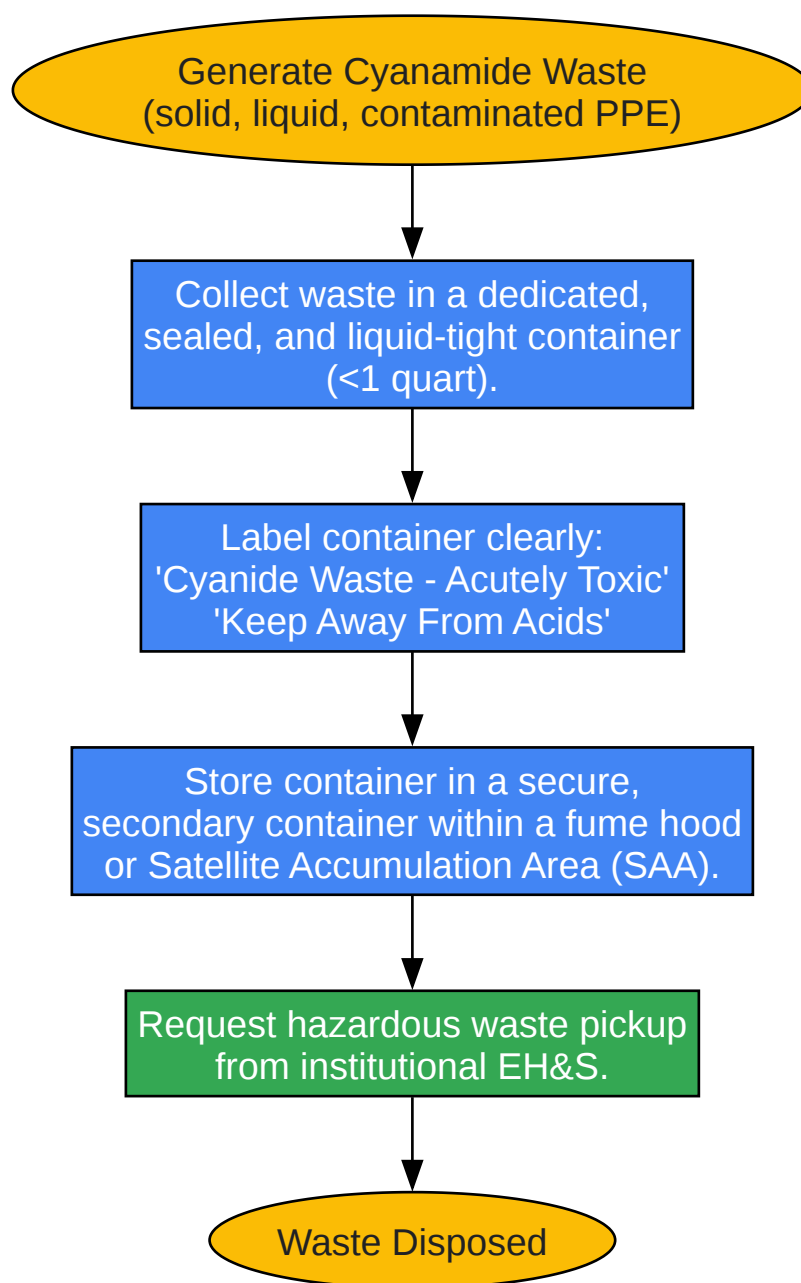 Generate Cyanamide Waste
(solid, liquid, contaminated PPE)
Collect waste in a dedicated,
sealed, and liquid-tight container
(<1 quart).
Label container clearly:
'Cyanide Waste - Acutely Toxic'
'Keep Away From Acids'
Store container in a secure,
secondary container within a fume hood
or Satellite Accumulation Area (SAA).
Request hazardous waste pickup
from institutional EH&S.
Waste Disposed